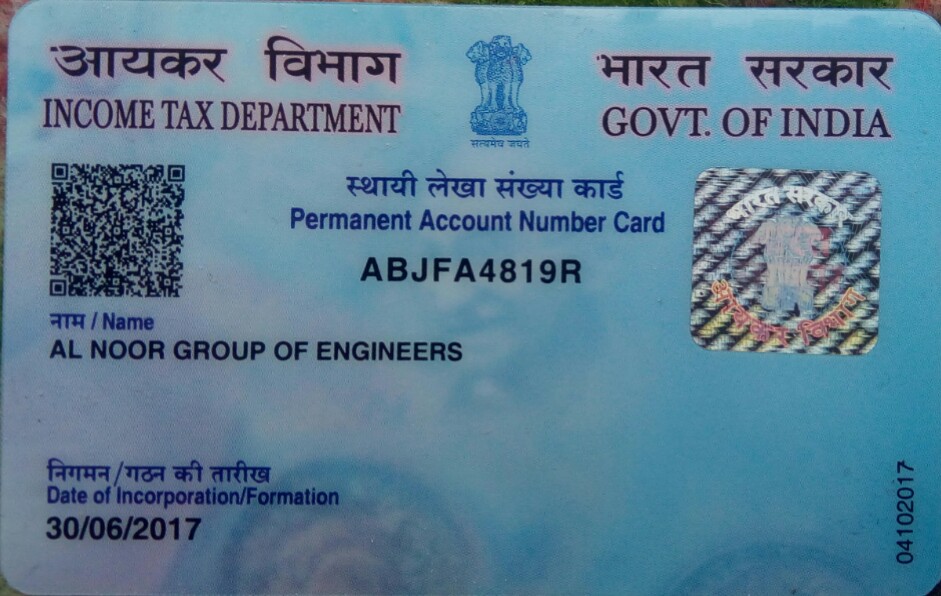 आयकर विभाग
INCOME TAX DEPARTMENT
सत्यमेव जयते
भारत सरकार
GOVT. OF INDIA
स्थायी लेखा संख्या कार्ड
Permanent Account Number Card
ABJFA4819R
भारत सरकार
आयकर विभाग
नाम / Name
AL NOOR GROUP OF ENGINEERS
निगमन/गठन की तारीख
Date of Incorporation/Formation
30/06/2017
04102017